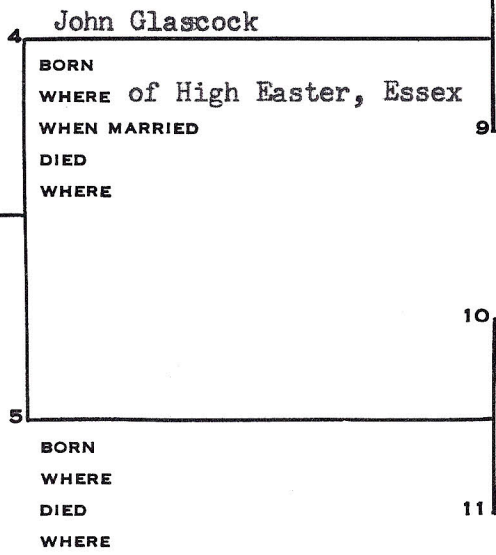 John Glascock
4
BORN
WHERE of High Easter, Essex
WHEN MARRIED
9
DIED
WHERE
10
5
BORN
WHERE
DIED
11
WHERE